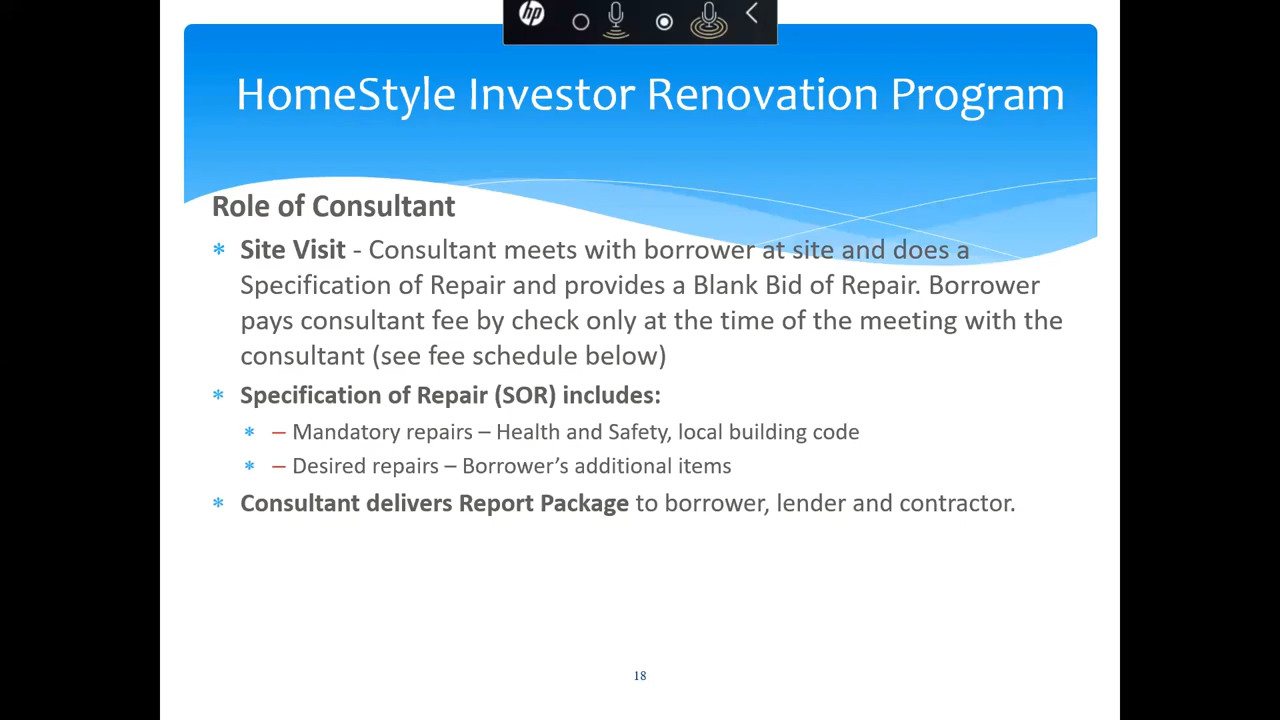 hp
HomeStyle Investor Renovation Program
Role of Consultant
* Site Visit - Consultant meets with borrower at site and does a
Specification of Repair and provides a Blank Bid of Repair. Borrower
pays consultant fee by check only at the time of the meeting with the
consultant (see fee schedule below)
* Specification of Repair (SOR) includes:
* – Mandatory repairs – Health and Safety, local building code
* – Desired repairs – Borrower’s additional items
* Consultant delivers Report Package to borrower, lender and contractor.
18